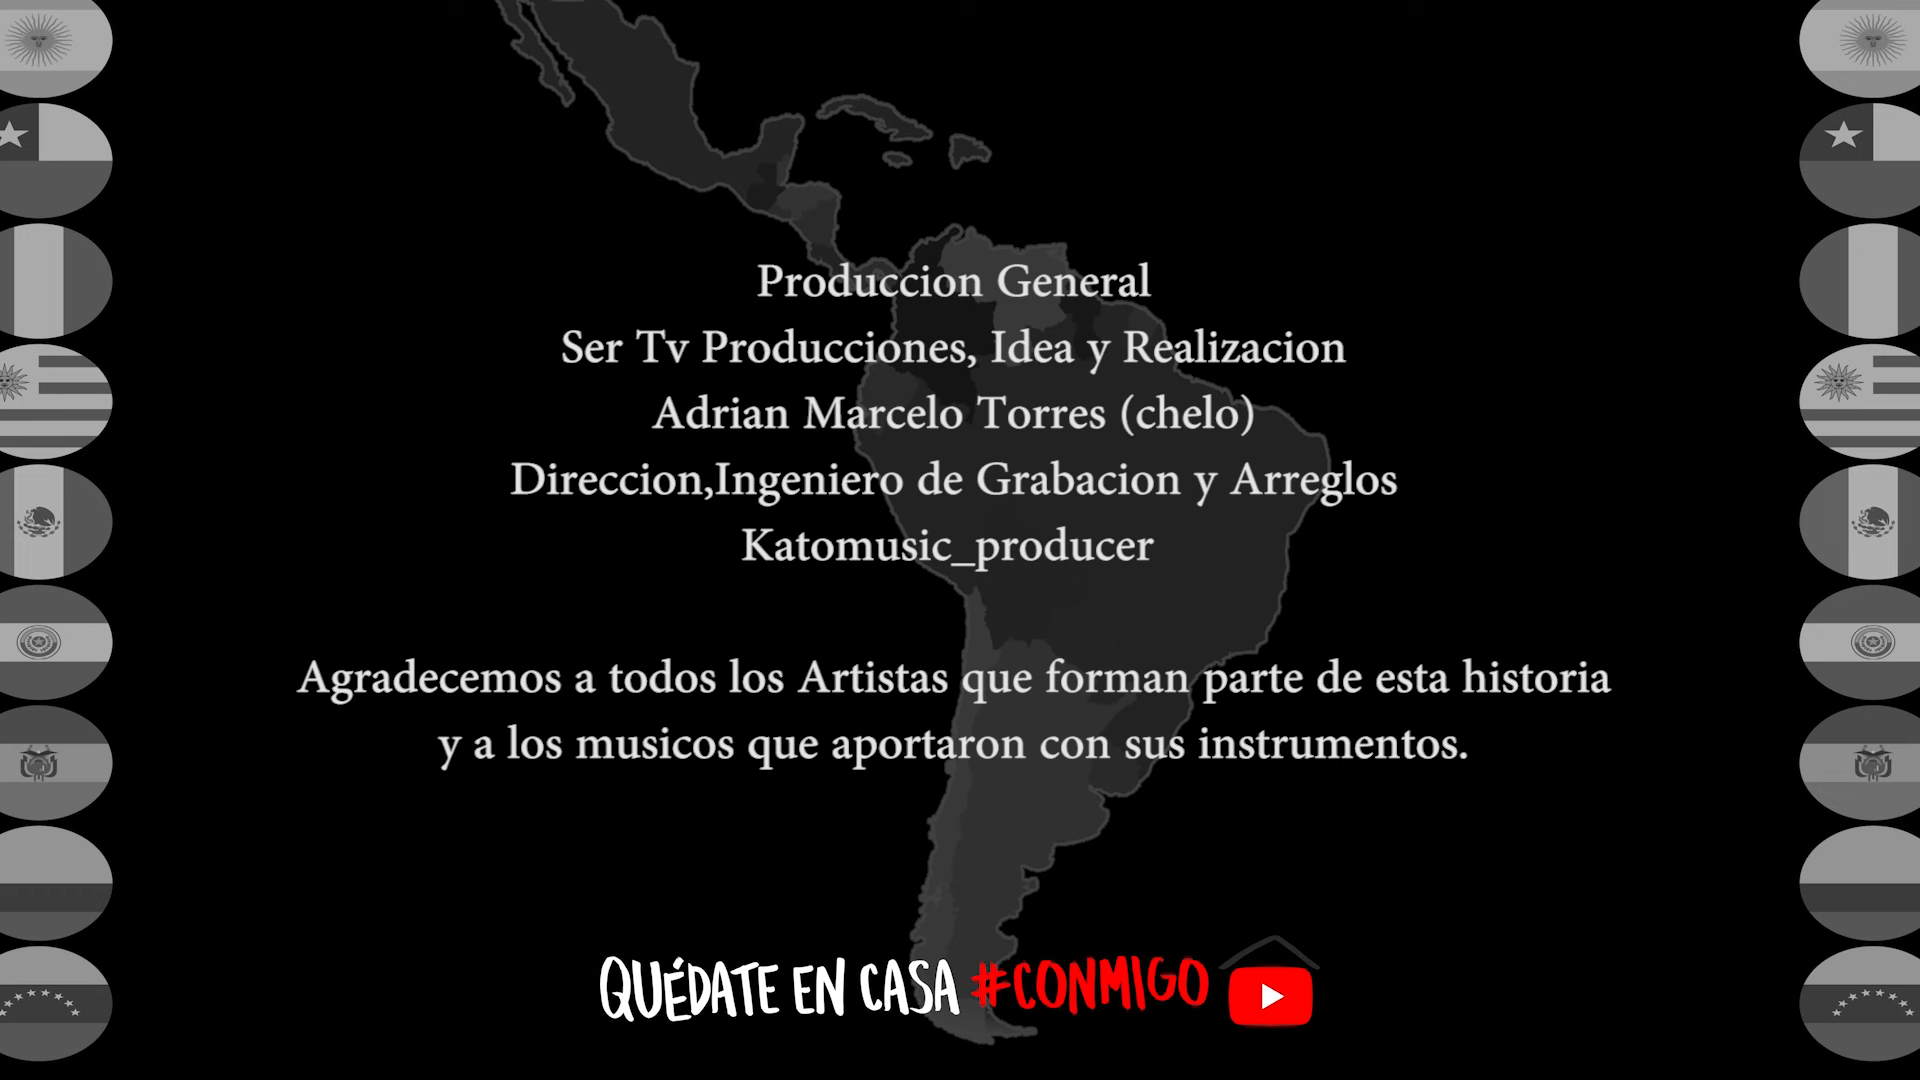 Produccion General
Ser Tv Producciones, Idea y Realizacion
Adrian Marcelo Torres (chelo)
Direccion,Ingeniero de Grabacion y Arreglos
Katomusic_producer
Agradecemos a todos los Artistas que forman parte de esta historia
y a los musicos que aportaron con sus instrumentos.
QUÉDATE EN CASA #CONMIGO